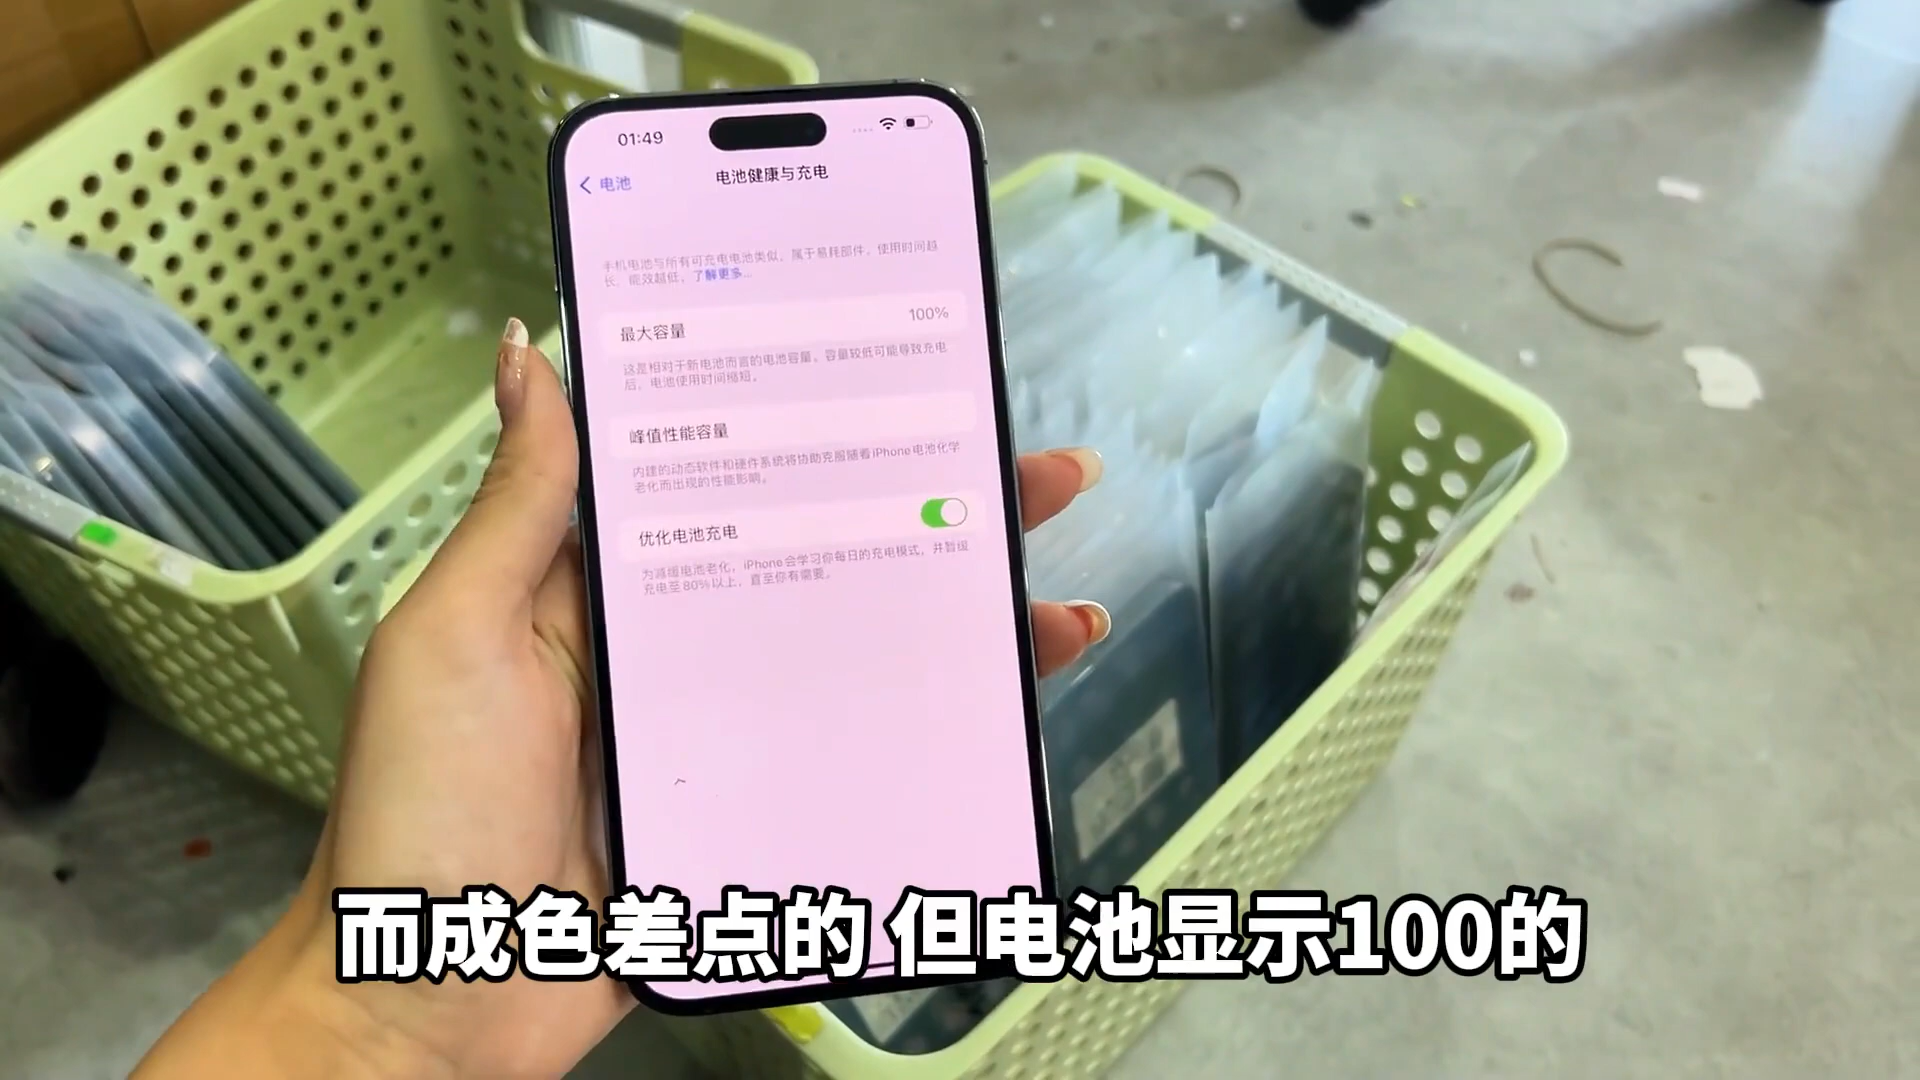 01:49
电池
电池健康与充电
手机电池与所有可充电电池类似，属于易耗部件，使用时间越
长，能效越低。了解更多...
最大容量
100%
这是相对于新电池而言的电池容量。容量较低可能导致充电
后，电池使用时间缩短。
峰值性能容量
内建的动态软件和硬件系统将协助克服随着iPhone电池化学
老化而出现的性能影响。
优化电池充电
为减缓电池老化，iPhone会学习你每日的充电模式，并暂缓
充电至80%以上，直至你有需要。
而成色差点的 但电池显示100的